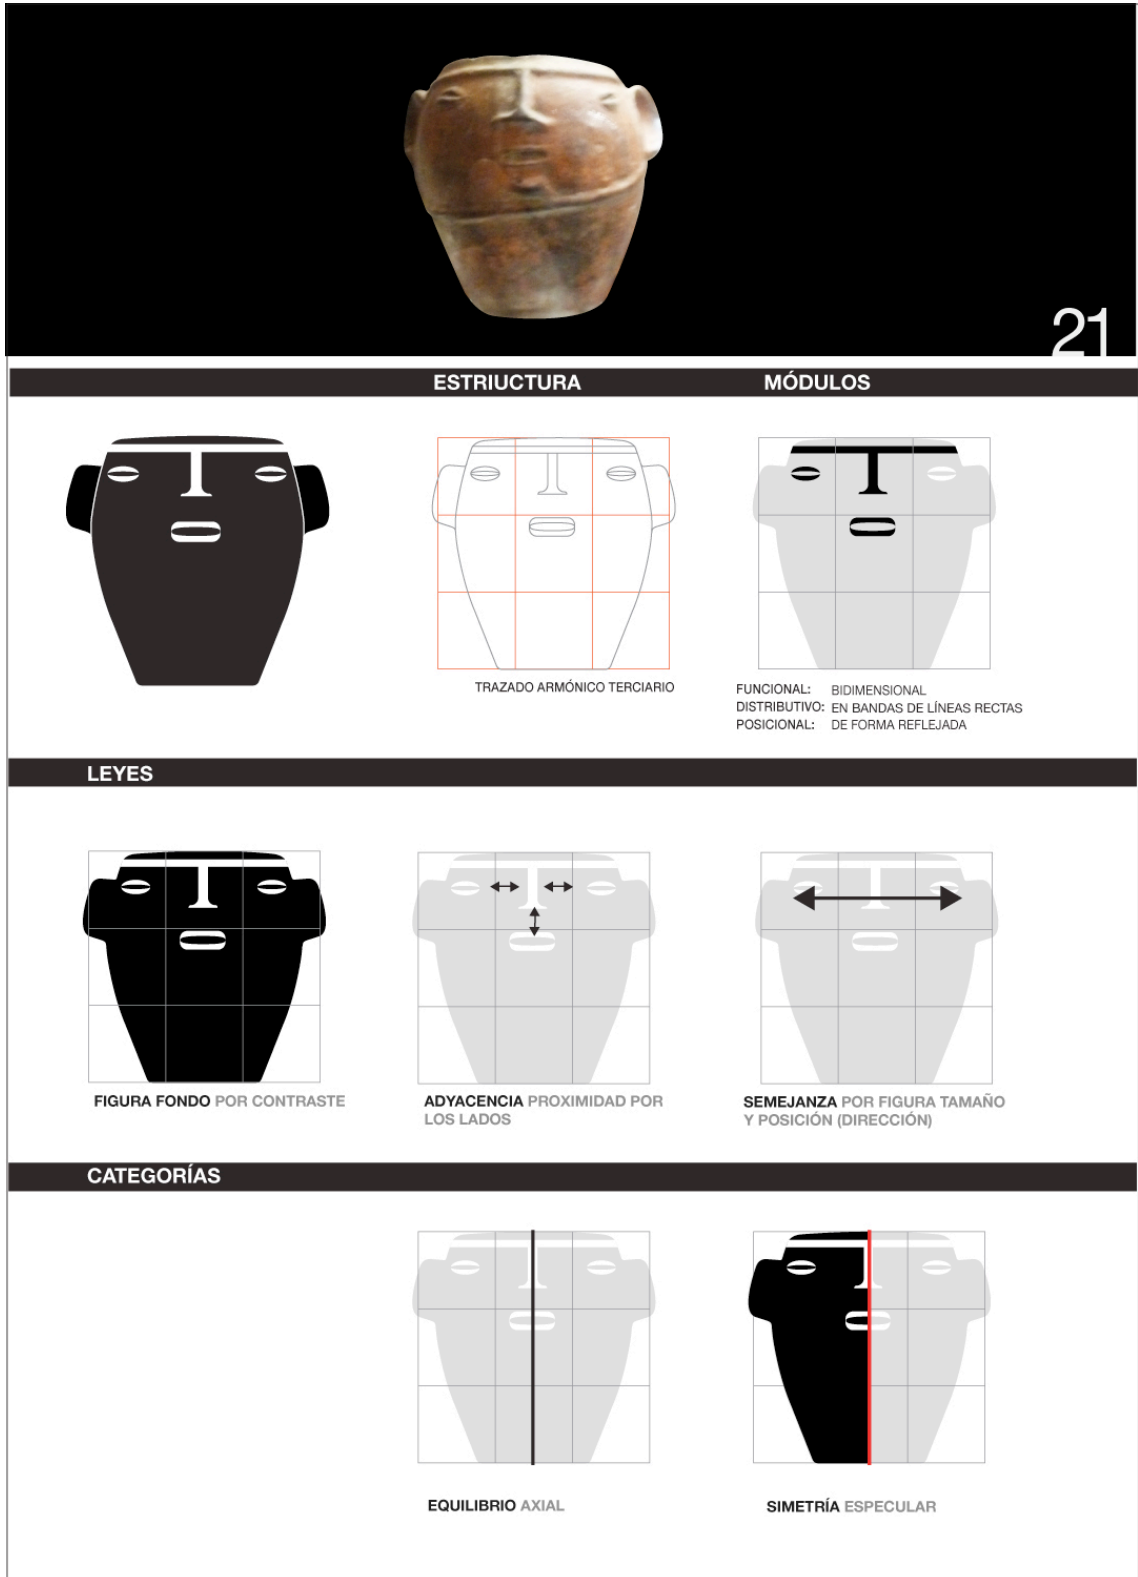 21
ESTRIUCTURA
MÓDULOS
TRAZADO ARMÓNICO TERCIARIO
FUNCIONAL: BIDIMENSIONAL
DISTRIBUTIVO: EN BANDAS DE LÍNEAS RECTAS
POSICIONAL: DE FORMA REFLEJADA
LEYES
FIGURA FONDO POR CONTRASTE
ADYACENCIA PROXIMIDAD POR
LOS LADOS
SEMEJANZA POR FIGURA TAMAÑO
Y POSICIÓN (DIRECCIÓN)
CATEGORÍAS
EQUILIBRIO AXIAL
SIMETRÍA ESPECULAR